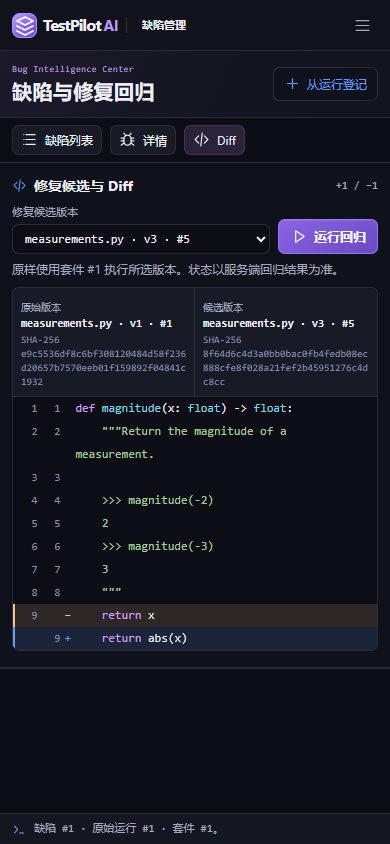 TestPilot AI 缺陷管理
Bug Intelligence Center
缺陷与修复回归
从运行登记
缺陷列表 详情 Diff
修复候选与 Diff +1 / −1
修复候选版本
measurements.py · v3 · #5 运行回归
原样使用套件 #1 执行所选版本。状态以服务端回归结果为准。
原始版本
measurements.py · v1 · #1
SHA-256
e9c5536df8c6bf308120484d58f236
d20657b7570eeb01f159892f04841c
1932
候选版本
measurements.py · v3 · #5
SHA-256
8f64d6c4d3a0bb0bac0fb4fedb08ec
888cfe8f028a21fef2b45951276c4d
c8cc
1 1 def magnitude(x: float) -> float:
2 2 """Return the magnitude of a
measurement.
3 3
4 4 >>> magnitude(-2)
5 5 2
6 6 >>> magnitude(-3)
7 7 3
8 8 """
9 − return x
9 + return abs(x)
缺陷 #1 · 原始运行 #1 · 套件 #1。